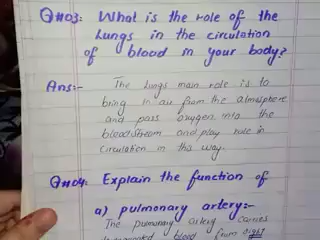 Q#03: What is the role of the
Lungs in the circulation
of blood in your body?
Ans:- The lungs main role is to
bring in air from the atmosphere
and pass oxygen into the
bloodstream and play role in
circulation in this way.
Q#04: Explain the function of
a) pulmonary artery:-
The pulmonary artery carries
blood from